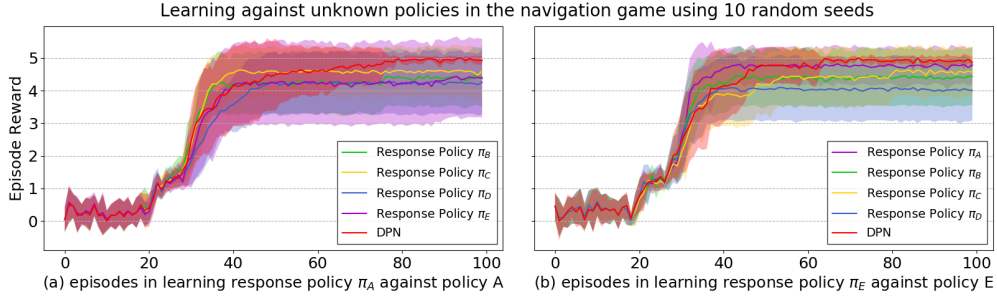 Learning against unknown policies in the navigation game using 10 random seeds
Episode Reward
5
4
3
2
1
0
Response Policy π_B
Response Policy π_C
Response Policy π_D
Response Policy π_E
DPN
0 20 40 60 80 100
(a) episodes in learning response policy π_A against policy A
Response Policy π_A
Response Policy π_B
Response Policy π_C
Response Policy π_D
DPN
0 20 40 60 80 100
(b) episodes in learning response policy π_E against policy E